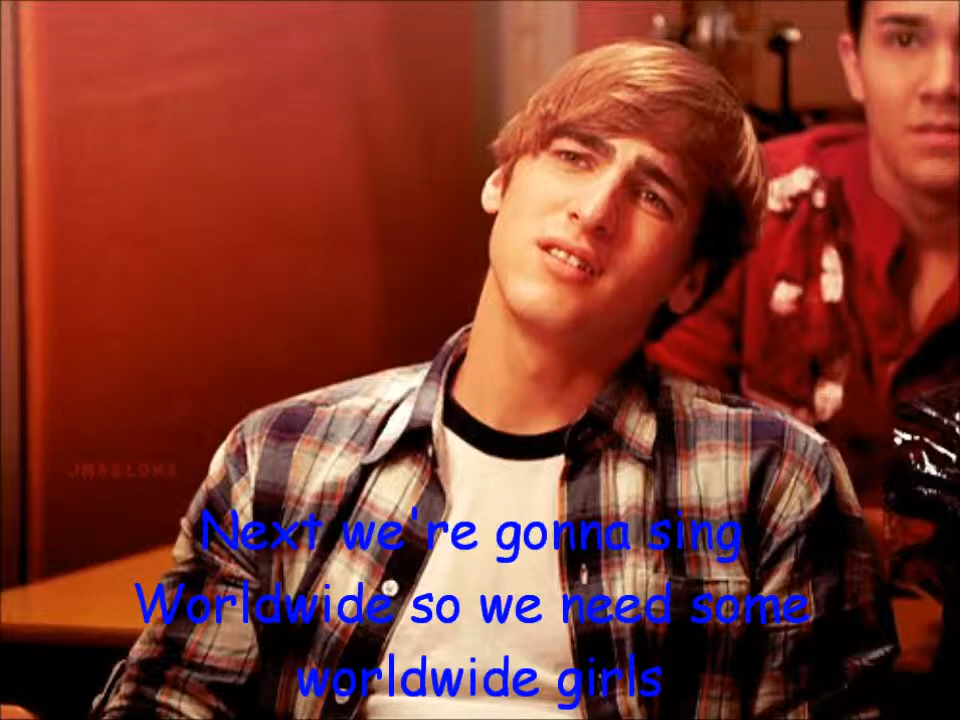 Next we're gonna sing
Worldwide so we need some
worldwide girls